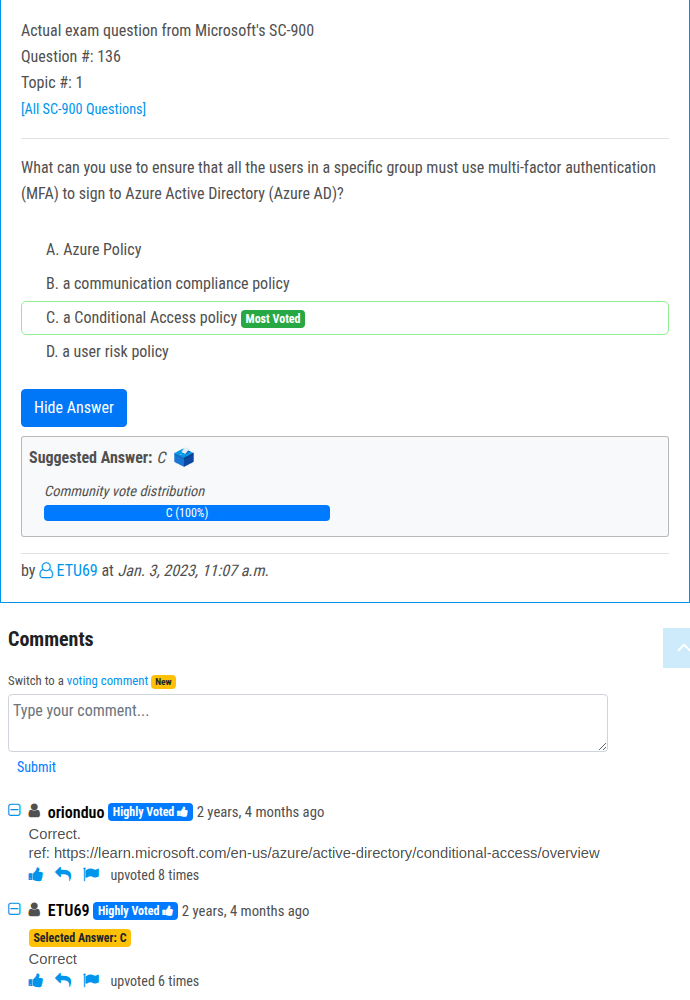 Actual exam question from Microsoft's SC-900
Question #: 136
Topic #: 1
[All SC-900 Questions]
What can you use to ensure that all the users in a specific group must use multi-factor authentication
(MFA) to sign to Azure Active Directory (Azure AD)?
A. Azure Policy
B. a communication compliance policy
C. a Conditional Access policy Most Voted
D. a user risk policy
Hide Answer
Suggested Answer: C
Community vote distribution
C (100%)
by ETU69 at Jan. 3, 2023, 11:07 a.m.
Comments
Switch to a voting comment New
Type your comment...
Submit
orionduo Highly Voted 2 years, 4 months ago
Correct.
ref: https://learn.microsoft.com/en-us/azure/active-directory/conditional-access/overview
upvoted 8 times
ETU69 Highly Voted 2 years, 4 months ago
Selected Answer: C
Correct
upvoted 6 times